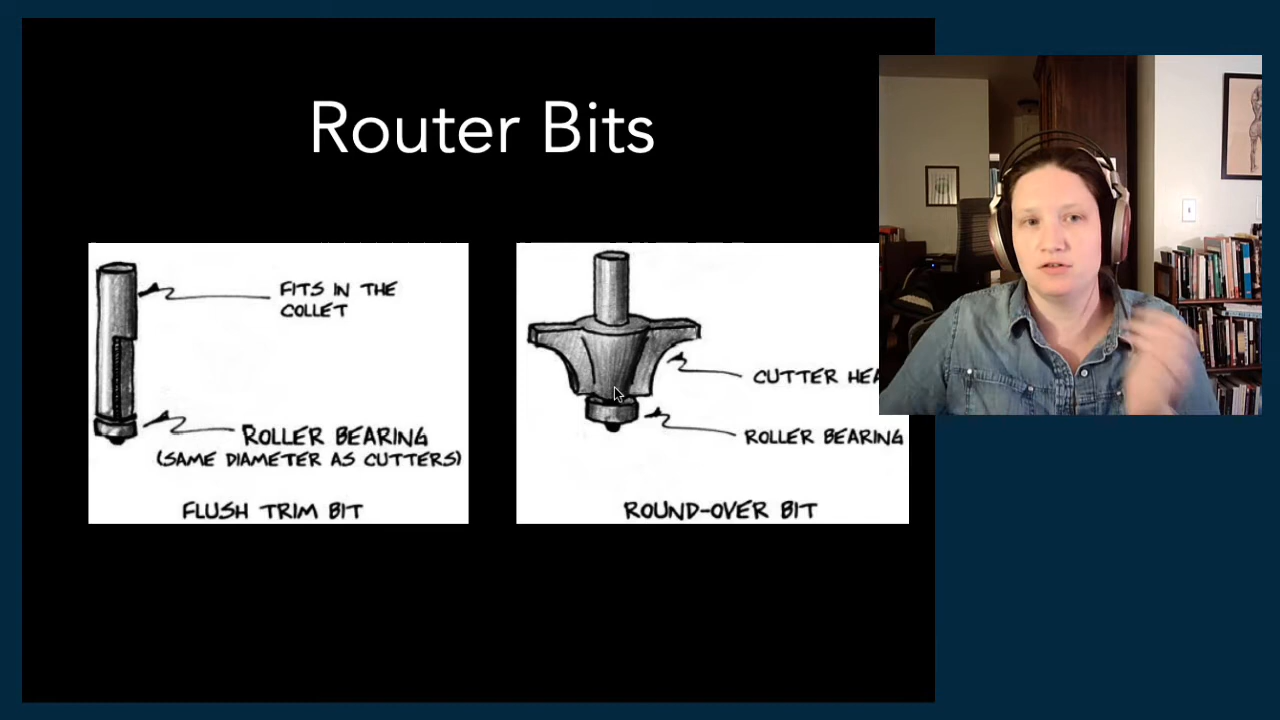 Router Bits
FITS IN THE
COLLET
ROLLER BEARING
(SAME DIAMETER AS CUTTERS)
FLUSH TRIM BIT
CUTTER
ROLLER BEARING
ROUND-OVER BIT